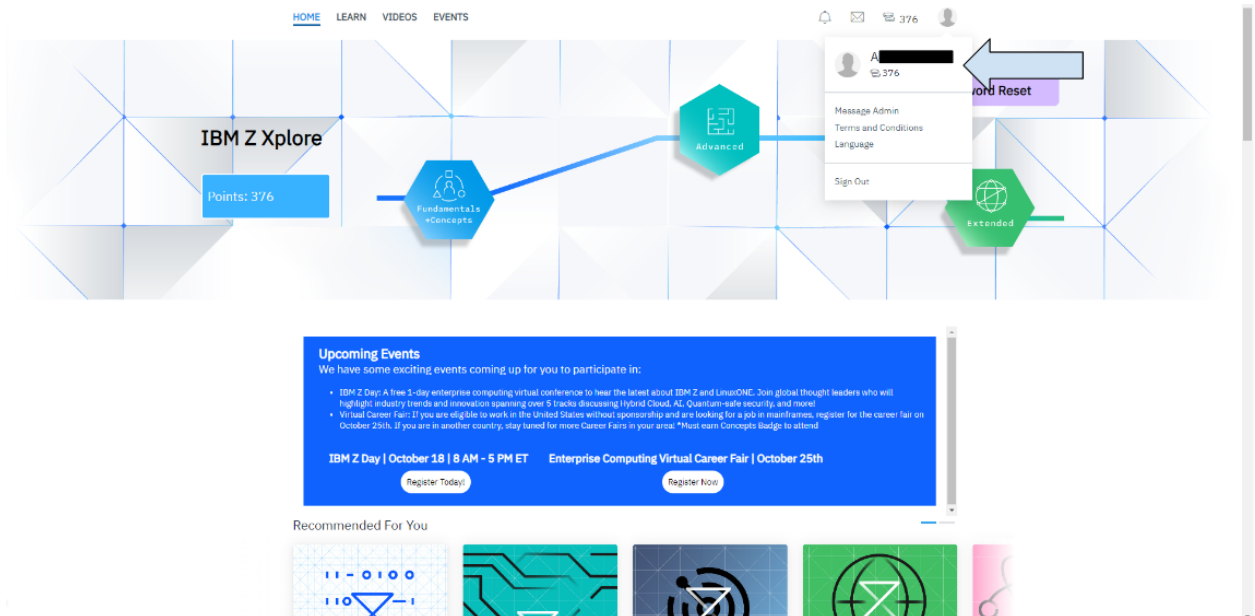 HOME LEARN VIDEOS EVENTS 376
A
376
word Reset
Message Admin
Terms and Conditions
Language
Sign Out
IBM Z Xplore
Points: 376
Advanced
Fundamentals
+Concepts
Extended
Upcoming Events
We have some exciting events coming up for you to participate in:
• IBM Z Day: A free 1-day enterprise computing virtual conference to hear the latest about IBM Z and LinuxONE. Join global thought leaders who will
highlight industry trends and innovation spanning over 5 tracks discussing Hybrid Cloud, AI, Quantum-safe security, and more!
• Virtual Career Fair: If you are eligible to work in the United States without sponsorship and are looking for a job in mainframes, register for the career fair on
October 25th. If you are in another country, stay tuned for more Career Fairs in your area! *Must earn Concepts Badge to attend
IBM Z Day | October 18 | 8 AM - 5 PM ET Enterprise Computing Virtual Career Fair | October 25th
Register Today! Register Now
Recommended For You